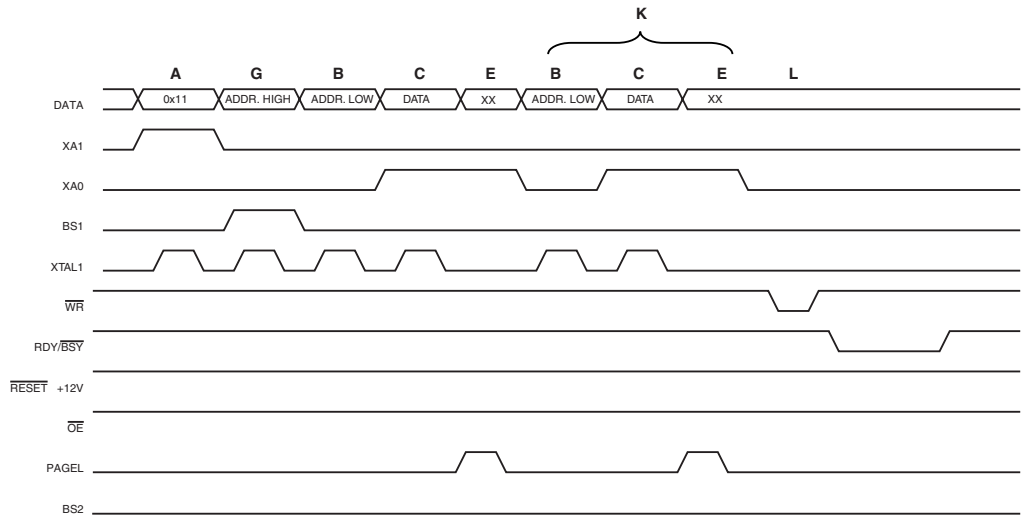 K
A G B C E B C E L
DATA 0x11 ADDR. HIGH ADDR. LOW DATA XX ADDR. LOW DATA XX
XA1
XA0
BS1
XTAL1
WR
RDY/BSY
RESET +12V
OE
PAGEL
BS2